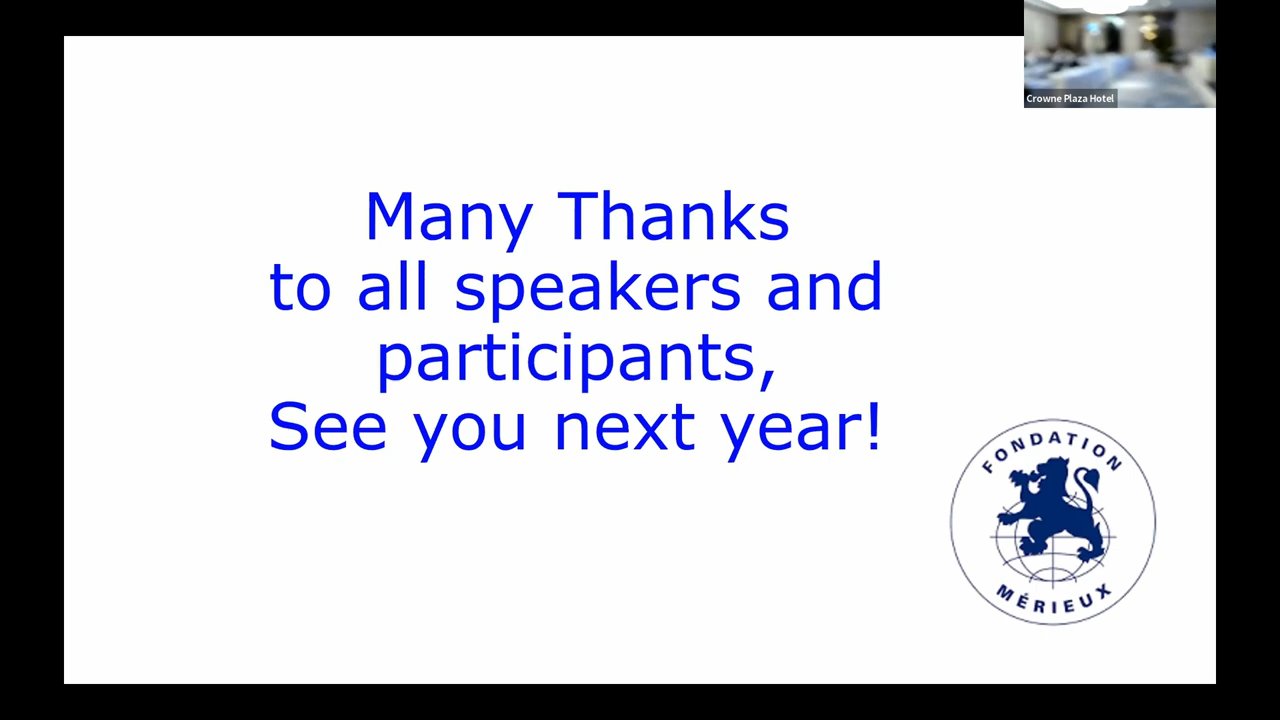 Crowne Plaza Hotel
Many Thanks
to all speakers and
participants,
See you next year!
FONDATION
MÉRIEUX